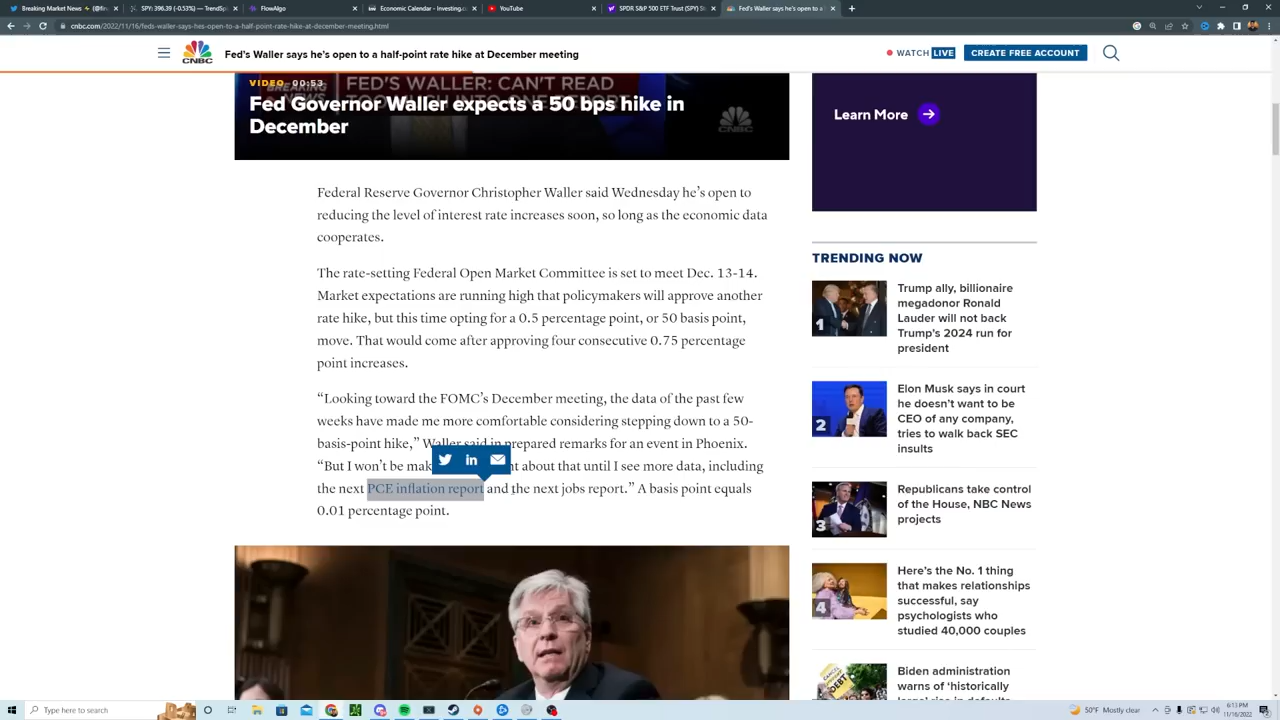 Breaking Market News ⚡ (@fin
SPY: 396.39 (-0.53%) — TrendSp
FlowAlgo
Economic Calendar - Investing.c
YouTube
SPDR S&P 500 ETF Trust (SPY) St
Fed's Waller says he's open to a
cnbc.com/2022/11/16/feds-waller-says-hes-open-to-a-half-point-rate-hike-at-december-meeting.html
CNBC
Fed's Waller says he's open to a half-point rate hike at December meeting
WATCH LIVE
CREATE FREE ACCOUNT
FED'S WALLER: CAN'T READ
VIDEO 00:53
Fed Governor Waller expects a 50 bps hike in
December
CNBC
Learn More
Federal Reserve Governor Christopher Waller said Wednesday he's open to
reducing the level of interest rate increases soon, so long as the economic data
cooperates.
The rate-setting Federal Open Market Committee is set to meet Dec. 13-14.
Market expectations are running high that policymakers will approve another
rate hike, but this time opting for a 0.5 percentage point, or 50 basis point,
move. That would come after approving four consecutive 0.75 percentage
point increases.
“Looking toward the FOMC's December meeting, the data of the past few
weeks have made me more comfortable considering stepping down to a 50-
basis-point hike,” Waller said in prepared remarks for an event in Phoenix.
“But I won't be mak about that until I see more data, including
the next PCE inflation report and the next jobs report.” A basis point equals
0.01 percentage point.
TRENDING NOW
1
Trump ally, billionaire
megadonor Ronald
Lauder will not back
Trump's 2024 run for
president
2
Elon Musk says in court
he doesn't want to be
CEO of any company,
tries to walk back SEC
insults
3
Republicans take control
of the House, NBC News
projects
4
Here's the No. 1 thing
that makes relationships
successful, say
psychologists who
studied 40,000 couples
Biden administration
warns of ‘historically
Type here to search
50°F Mostly clear
6:13 PM
11/16/2022